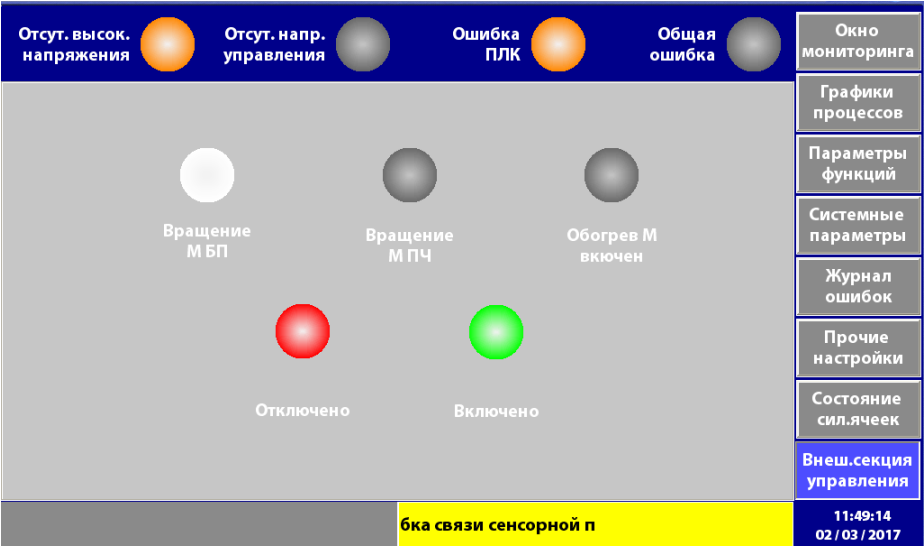 Отсут. высок.
напряжения
Отсут. напр.
управления
Ошибка
ПЛК
Общая
ошибка
Окно
мониторинга
Графики
процессов
Параметры
функций
Системные
параметры
Журнал
ошибок
Прочие
настройки
Состояние
сил.ячеек
Внеш.секция
управления
Вращение
М БП
Вращение
М ПЧ
Обогрев М
вкючен
Отключено
Включено
бка связи сенсорной п
11:49:14
02 / 03 / 2017